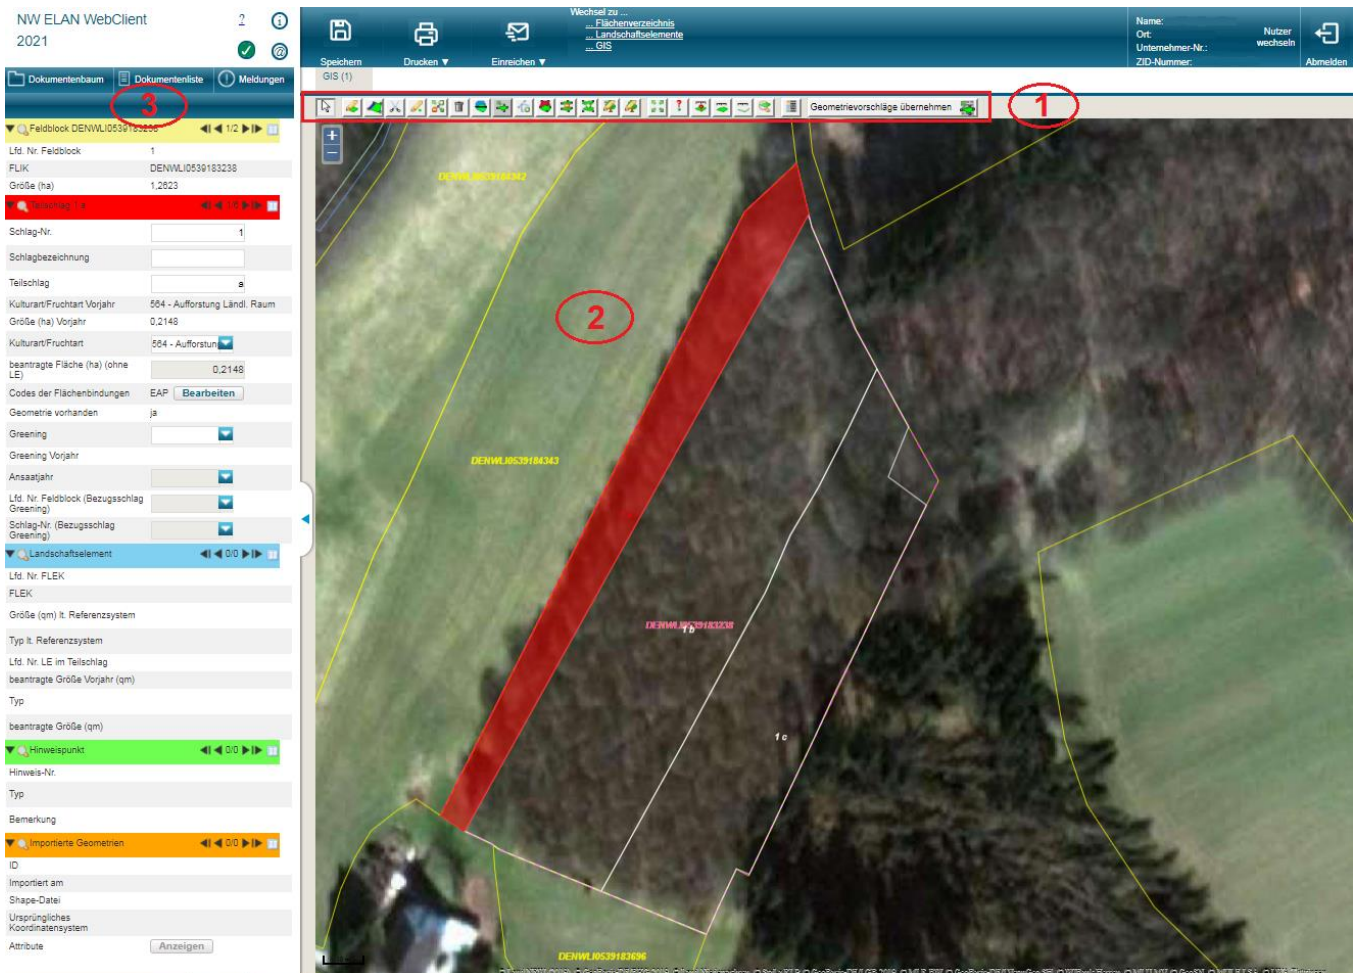 NW ELAN WebClient
2021
?
Dokumentenbaum
Dokumentenliste
Meldungen
3
Feldblock DENWLI0539183238 1/2
Lfd. Nr. Feldblock 1
FLIK DENWLI0539183238
Größe (ha) 1,2623
Teilschlag 1 a
Schlag-Nr. 1
Schlagbezeichnung
Teilschlag a
Kulturart/Fruchtart Vorjahr 564 - Aufforstung Ländl. Raum
Größe (ha) Vorjahr 0,2148
Kulturart/Fruchtart 564 - Aufforstun
beantragte Fläche (ha) (ohne
LE) 0,2148
Codes der Flächenbindungen EAP Bearbeiten
Geometrie vorhanden ja
Greening
Greening Vorjahr
Ansaatjahr
Lfd. Nr. Feldblock (Bezugsschlag
Greening)
Schlag-Nr. (Bezugsschlag
Greening)
Landschaftselement 0/0
Lfd. Nr. FLEK
FLEK
Größe (qm) lt. Referenzsystem
Typ lt. Referenzsystem
Lfd. Nr. LE im Teilschlag
beantragte Größe Vorjahr (qm)
Typ
beantragte Größe (qm)
Hinweispunkt 0/0
Hinweis-Nr.
Typ
Bemerkung
Importierte Geometrien 0/0
ID
Importiert am
Shape-Datei
Ursprüngliches
Koordinatensystem
Attribute Anzeigen
Speichern
Drucken ▼
Einreichen ▼
Wechsel zu ...
... Flächenverzeichnis
... Landschaftselemente
... GIS
Name:
Ort:
Unternehmer-Nr.:
ZID-Nummer:
Nutzer
wechseln
Abmelden
GIS (1)
Geometrievorschläge übernehmen
1
+
−
DENWLI0539184342
2
DENWLI0539184343
DENWLI0539183238
1 b
1 c
DENWLI0539183696